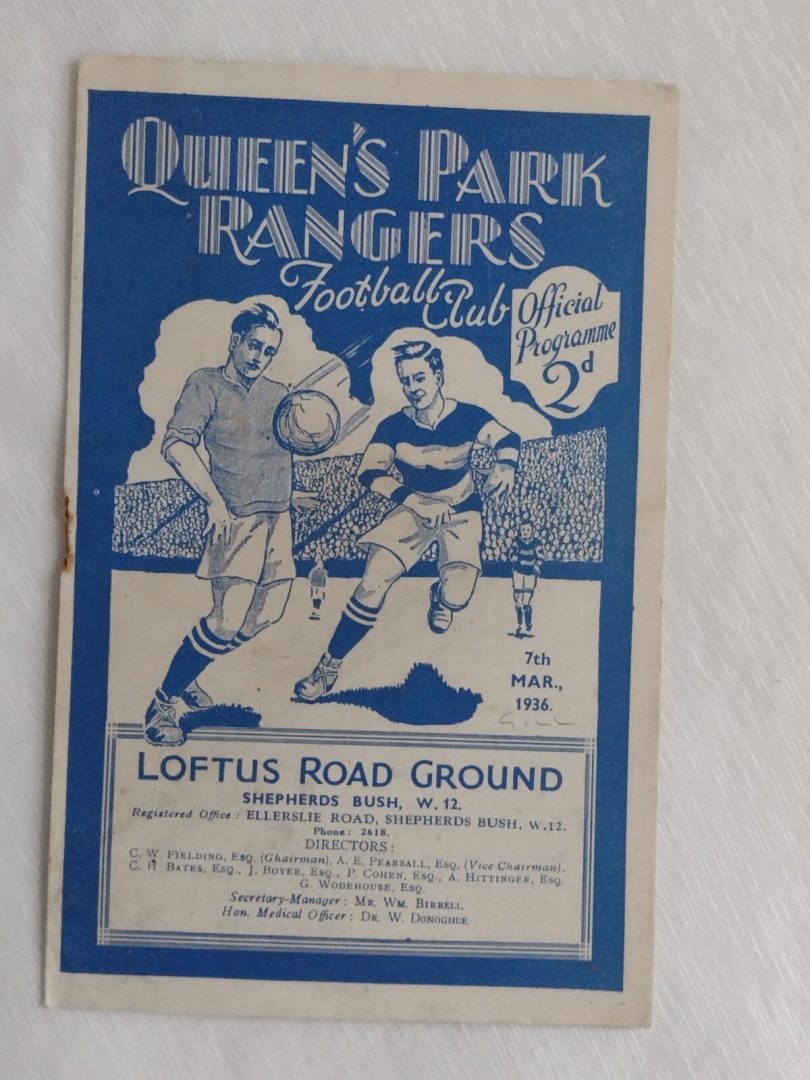 QUEEN'S PARK
RANGERS
Football Club
Official
Programme
2d
7th
MAR.,
1936.
LOFTUS ROAD GROUND
SHEPHERDS BUSH, W. 12.
Registered Office : ELLERSLIE ROAD, SHEPHERDS BUSH, W.12.
Phone : 2618.
DIRECTORS :
C. W. FIELDING, ESQ. (Chairman), A. E. PEARSALL, ESQ. (Vice-Chairman),
C. H. BATES, ESQ., J. BOYER, ESQ., P. COHEN, ESQ., A. HITTINGER, ESQ.
G. WODEHOUSE, ESQ.
Secretary-Manager : MR. WM. BIRRELL.
Hon. Medical Officer : DR. W. DONOGHUE.